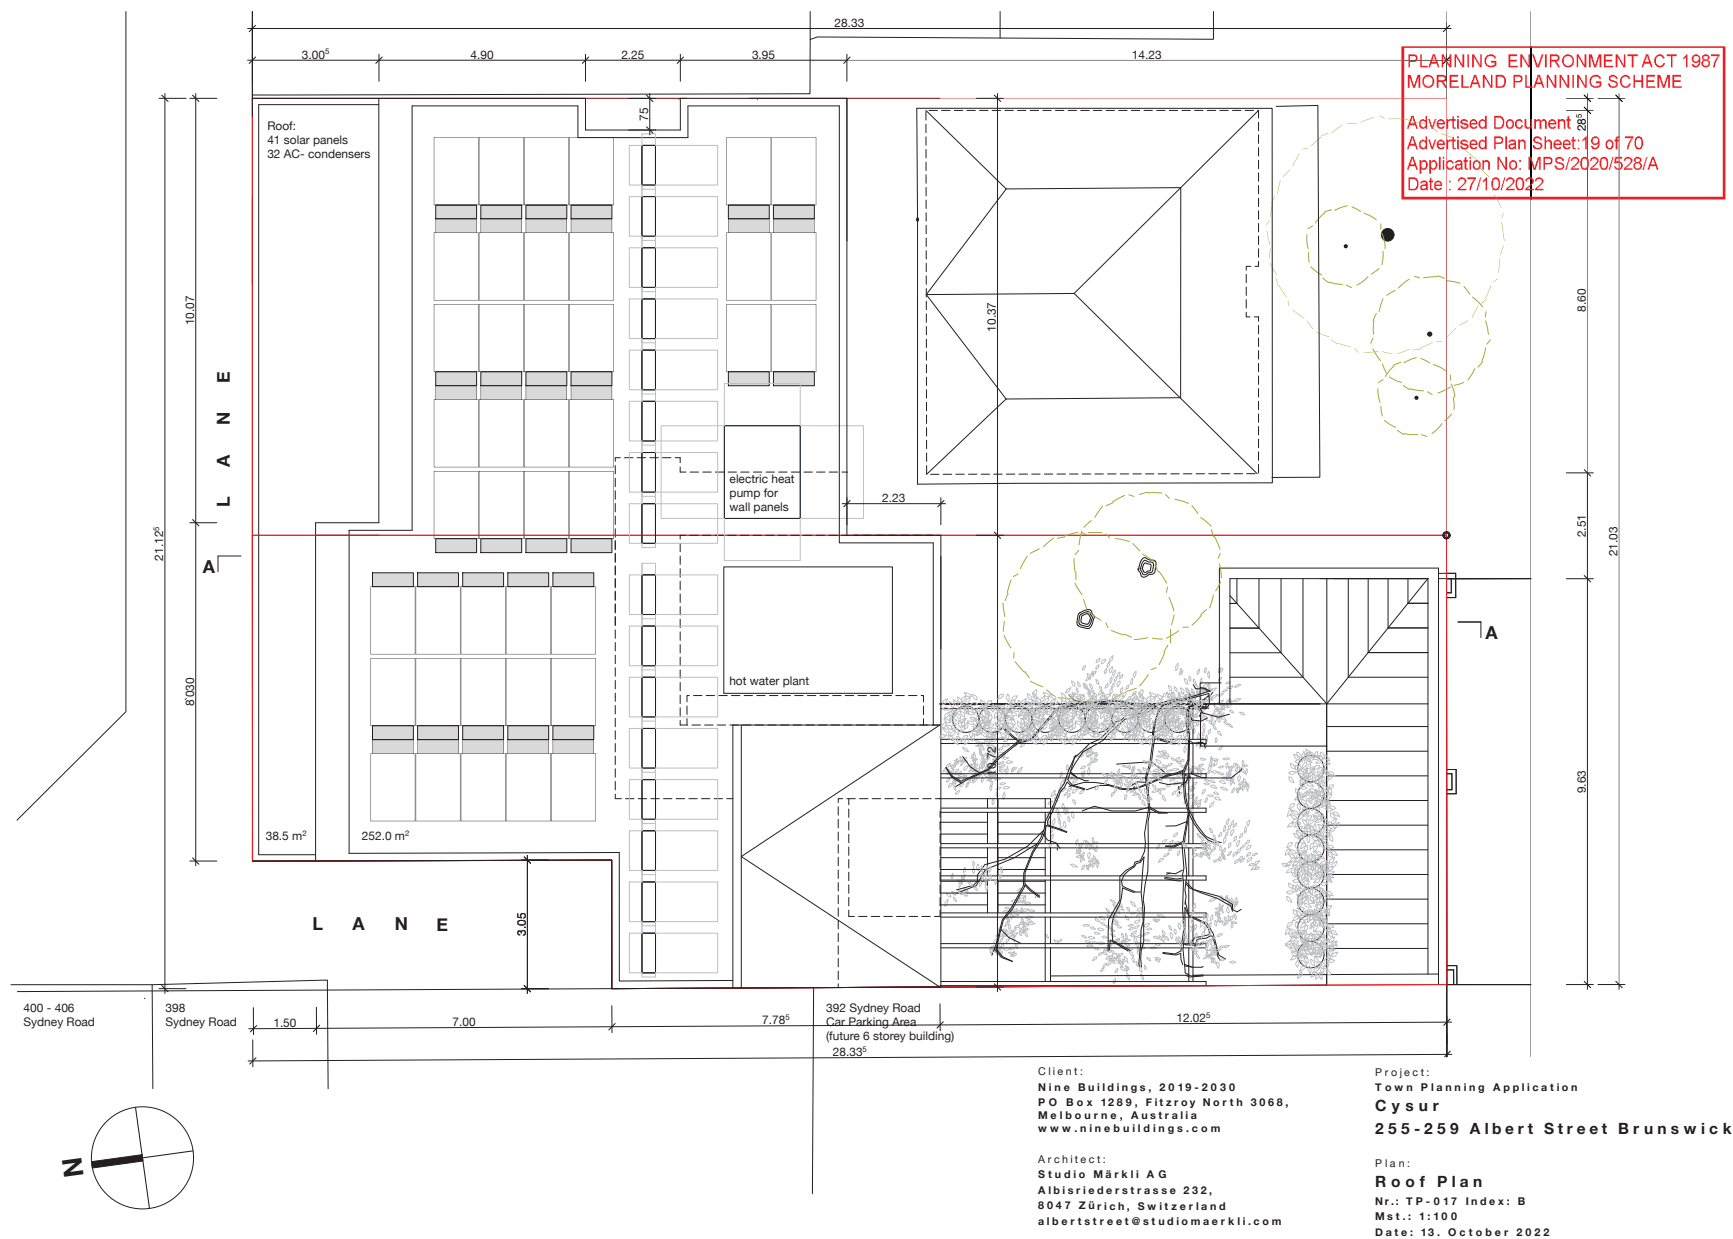 28.33
3.00⁵
4.90
2.25
3.95
14.23
PLANNING ENVIRONMENT ACT 1987
MORELAND PLANNING SCHEME
Advertised Document
Advertised Plan Sheet:19 of 70
Application No: MPS/2020/528/A
Date : 27/10/2022
28⁵
75
Roof:
41 solar panels
32 AC- condensers
10.07
10.37
8.60
LANE
electric heat
pump for
wall panels
2.23
2.51
21.03
21.12⁵
A
A
8'030
hot water plant
9.63
38.5 m²
252.0 m²
LANE
3.05
400 - 406
Sydney Road
398
Sydney Road
1.50
7.00
7.78⁵
392 Sydney Road
Car Parking Area
(future 6 storey building)
12.02⁵
28.33⁵
N
Client:
Nine Buildings, 2019-2030
PO Box 1289, Fitzroy North 3068,
Melbourne, Australia
www.ninebuildings.com
Architect:
Studio Märkli AG
Albisriederstrasse 232,
8047 Zürich, Switzerland
albertstreet@studiomaerkli.com
Project:
Town Planning Application
Cysur
255-259 Albert Street Brunswick
Plan:
Roof Plan
Nr.: TP-017 Index: B
Mst.: 1:100
Date: 13. October 2022